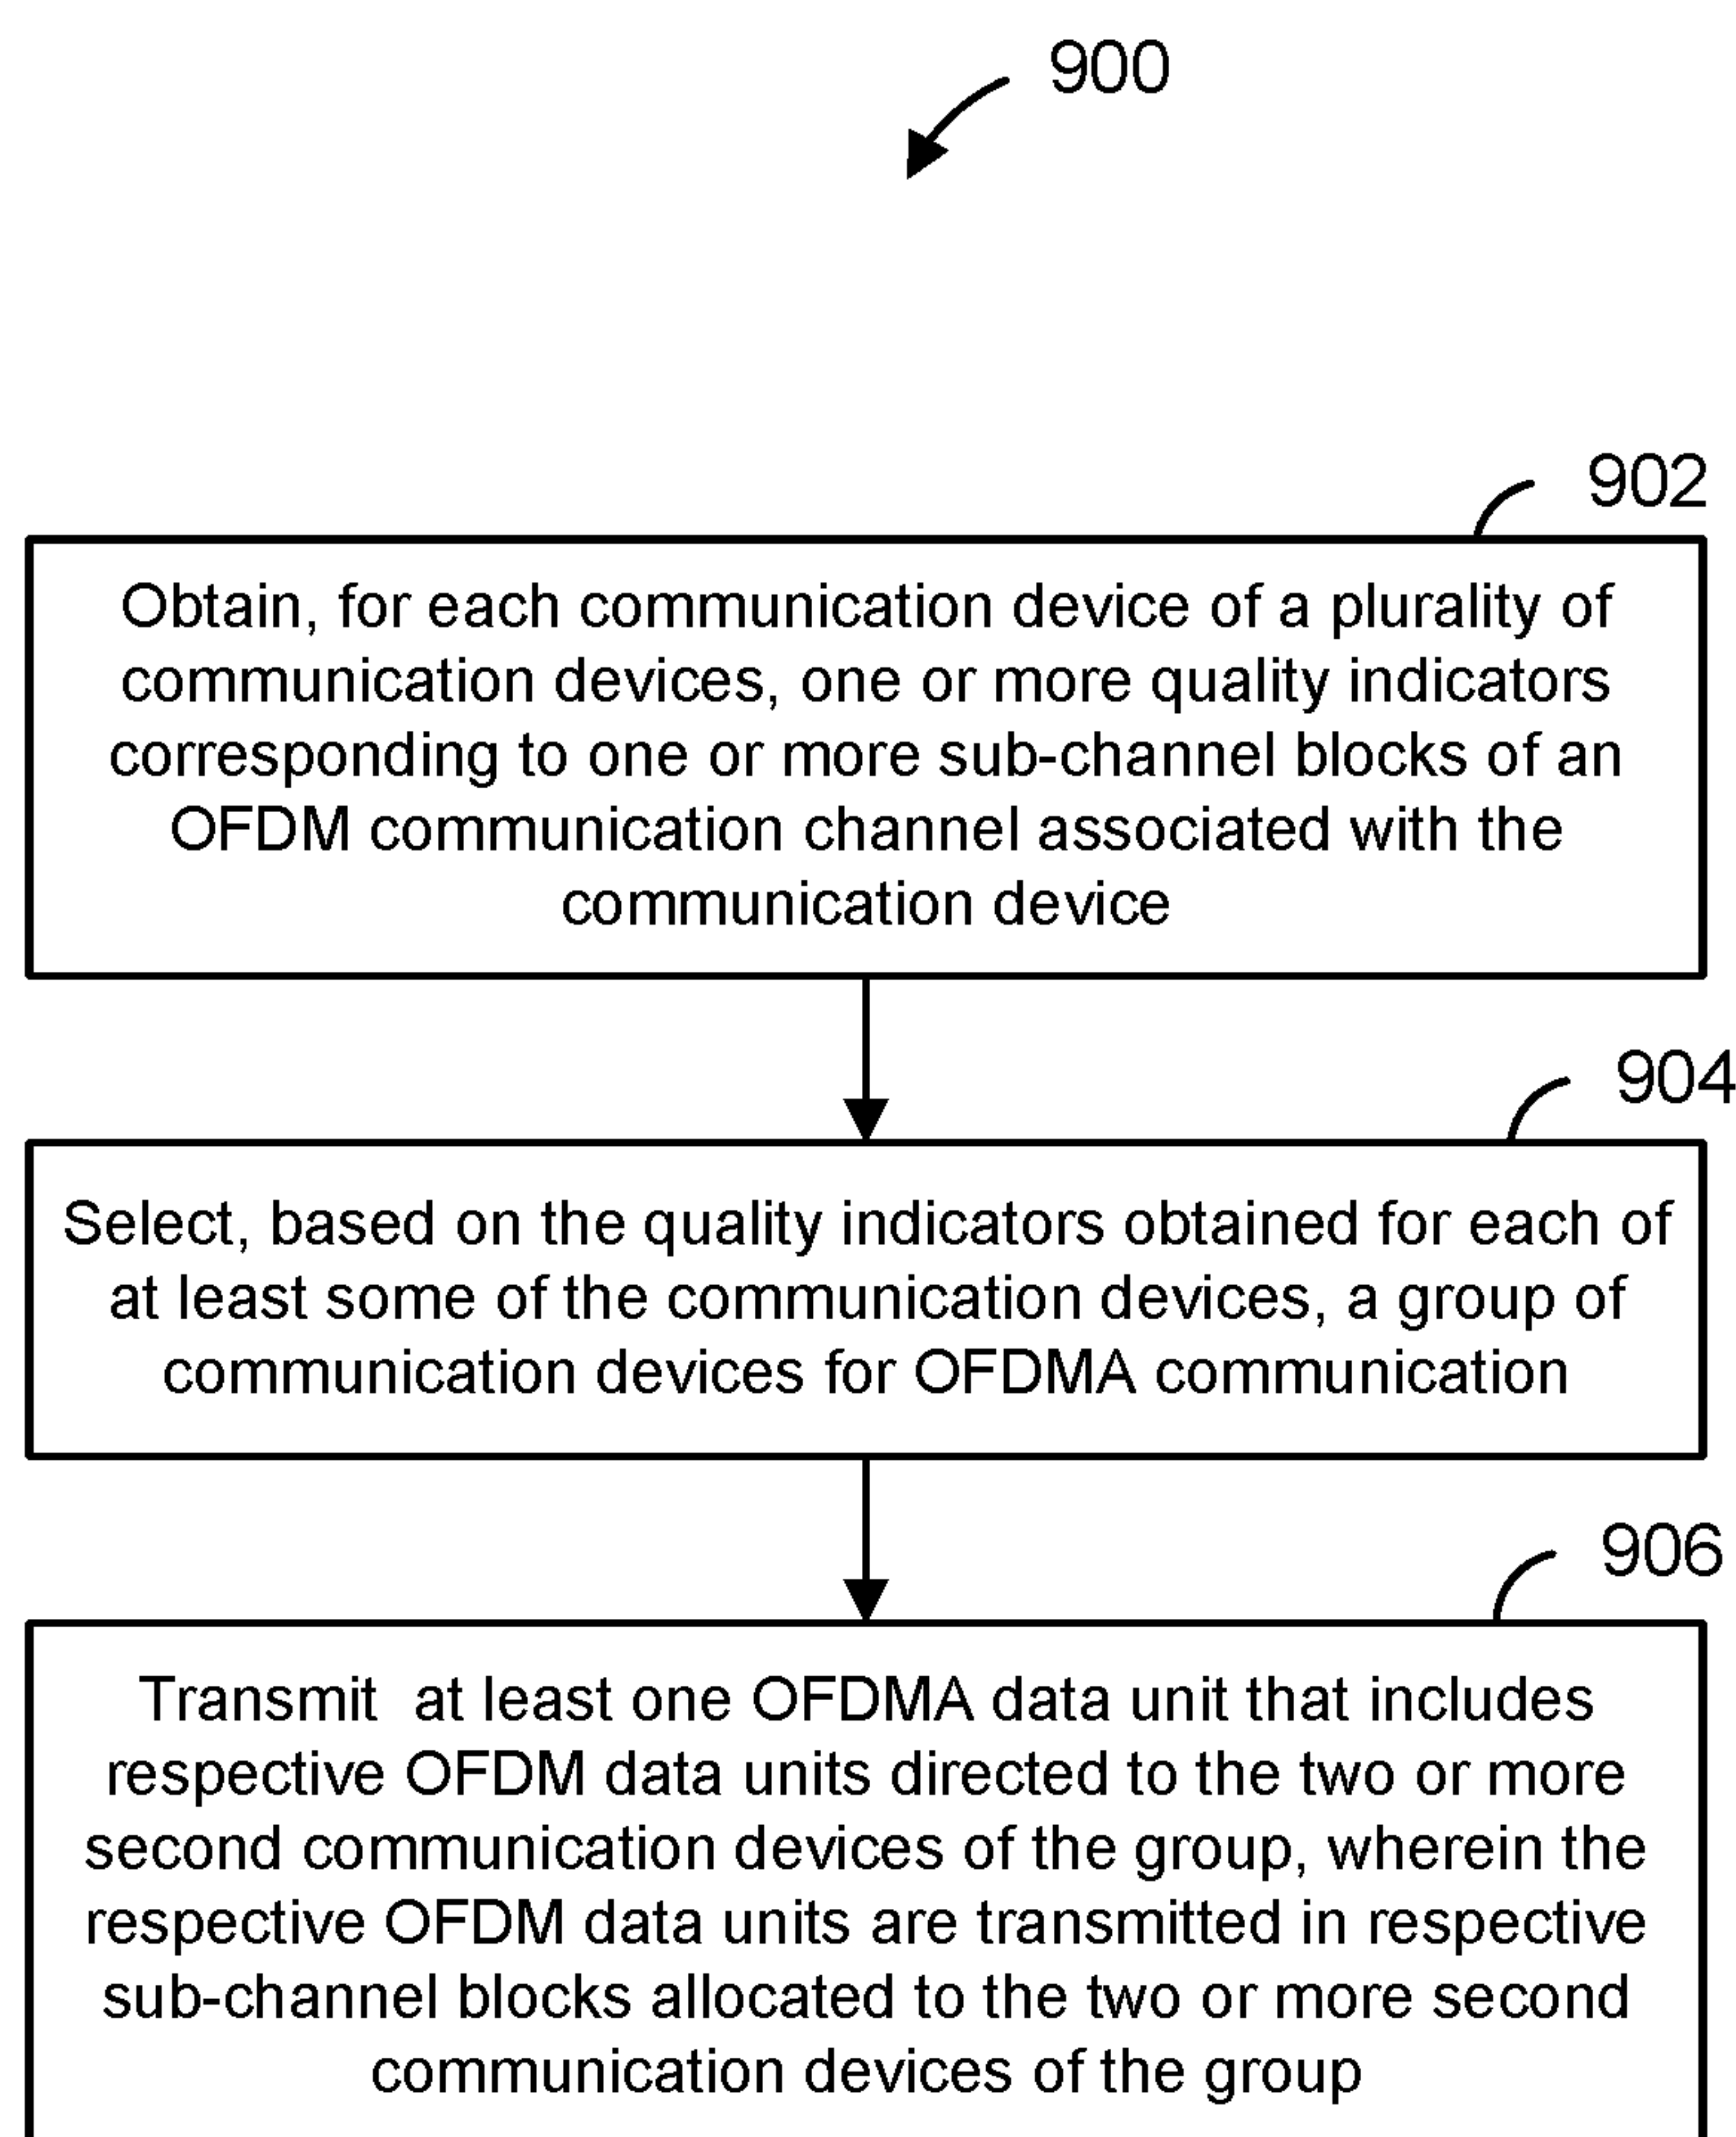 900
902
Obtain, for each communication device of a plurality of
communication devices, one or more quality indicators
corresponding to one or more sub-channel blocks of an
OFDM communication channel associated with the
communication device
904
Select, based on the quality indicators obtained for each of
at least some of the communication devices, a group of
communication devices for OFDMA communication
906
Transmit  at least one OFDMA data unit that includes
respective OFDM data units directed to the two or more
second communication devices of the group, wherein the
respective OFDM data units are transmitted in respective
sub-channel blocks allocated to the two or more second
communication devices of the group